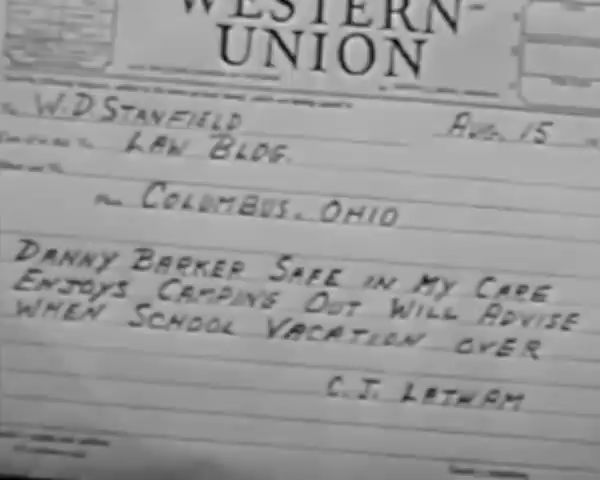 WESTERN
UNION
W.D. STANFIELD
AUG. 15
LAW BLDG.
COLUMBUS, OHIO
DANNY BARKER SAFE IN MY CARE
ENJOYS CAMPING OUT WILL ADVISE
WHEN SCHOOL VACATION OVER
C. J. LATHAM